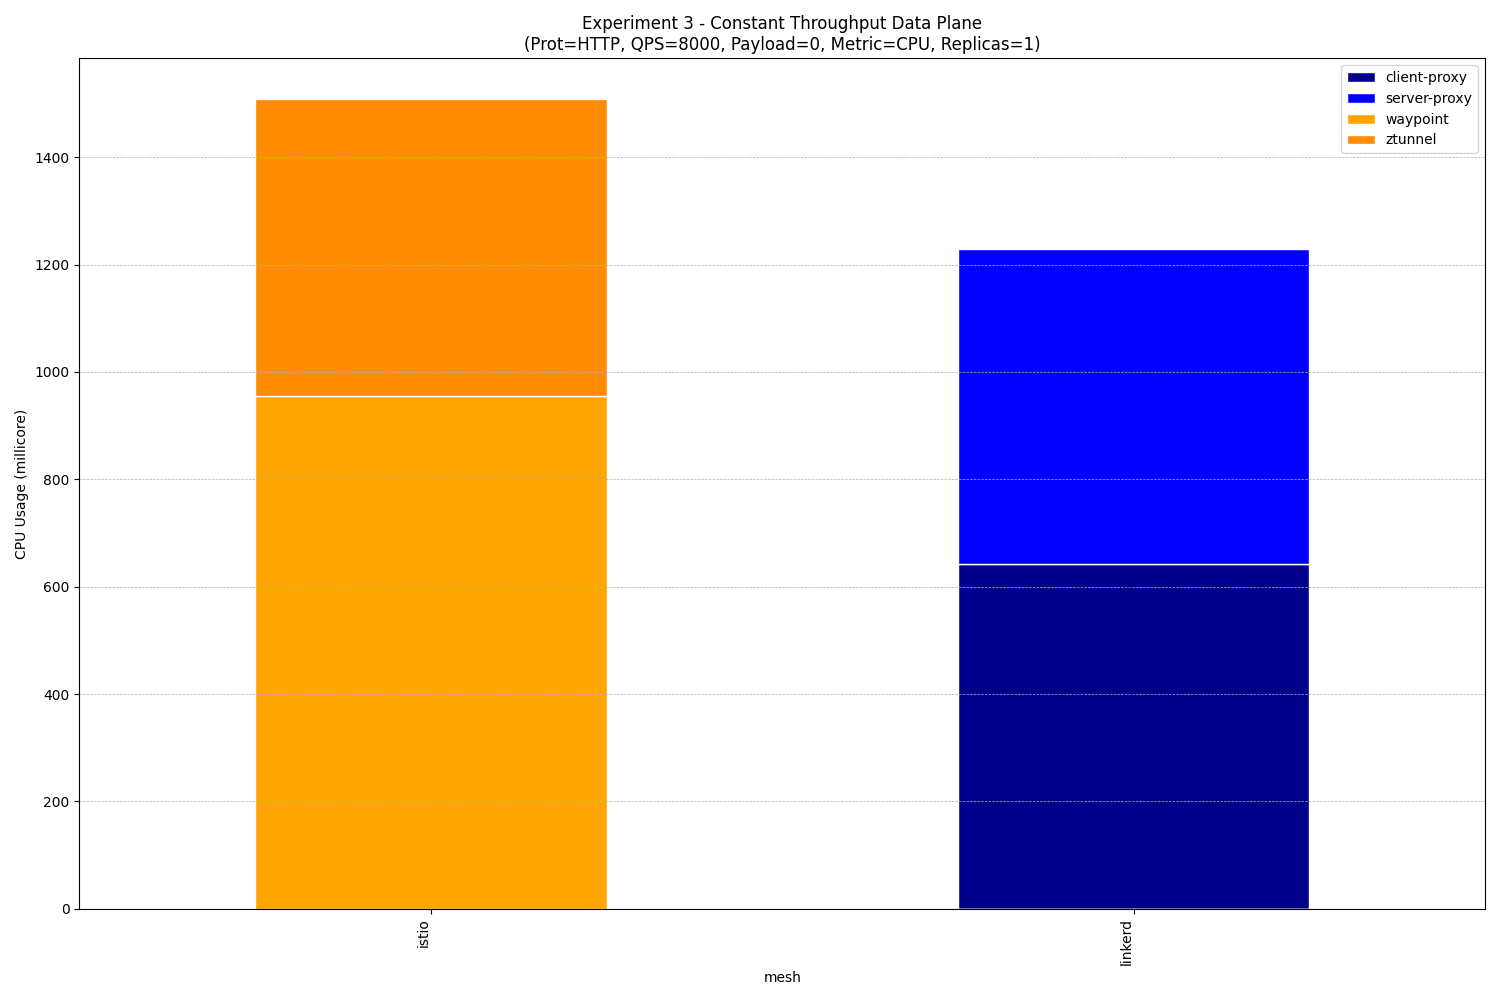 Experiment 3 - Constant Throughput Data Plane
(Prot=HTTP, QPS=8000, Payload=0, Metric=CPU, Replicas=1)
client-proxy
server-proxy
waypoint
ztunnel
CPU Usage (millicore)
1400
1200
1000
800
600
400
200
0
istio
linkerd
mesh